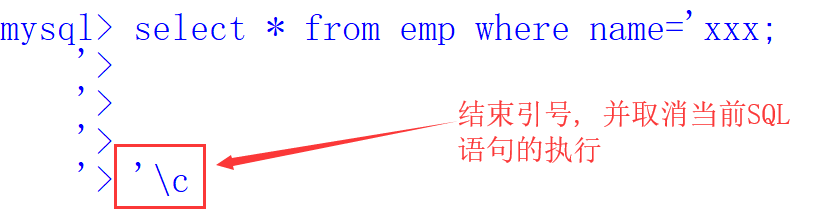 mysql> select * from emp where name='xxx;
'>
'>
'>
'> '\c
结束引号, 并取消当前SQL
语句的执行